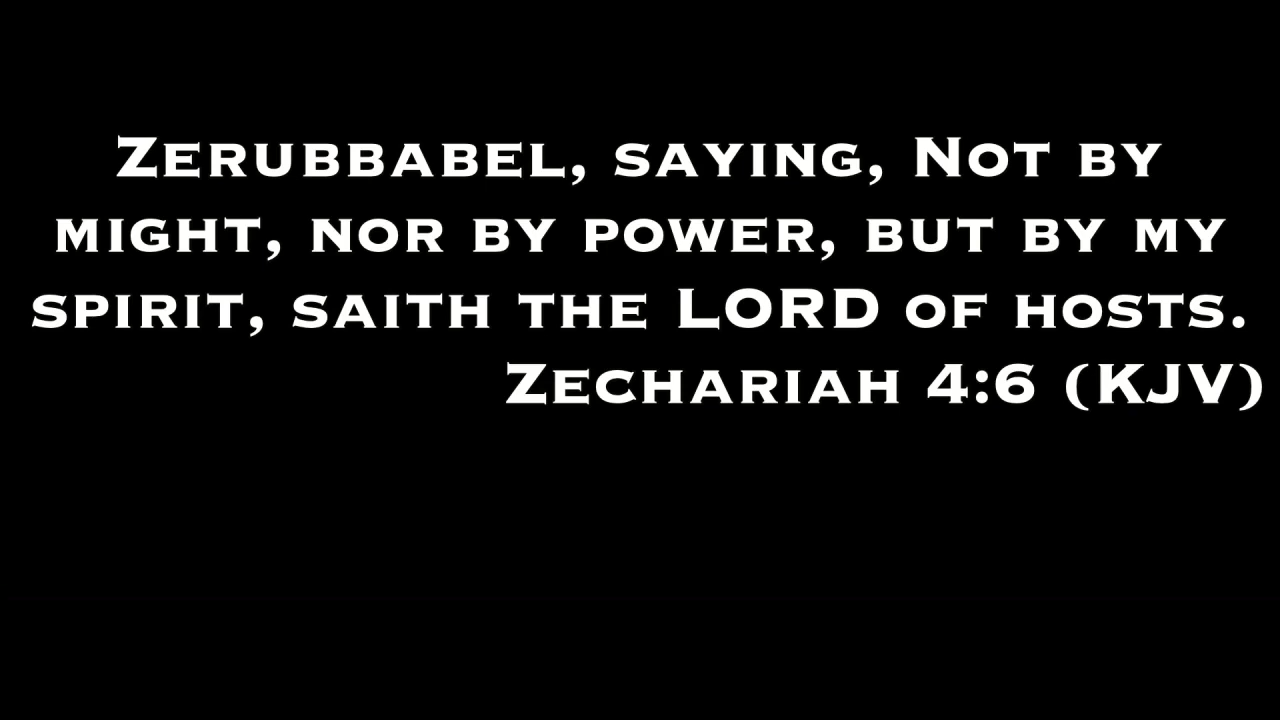 Zerubbabel, saying, Not by
might, nor by power, but by my
spirit, saith the LORD of hosts.
Zechariah 4:6 (KJV)